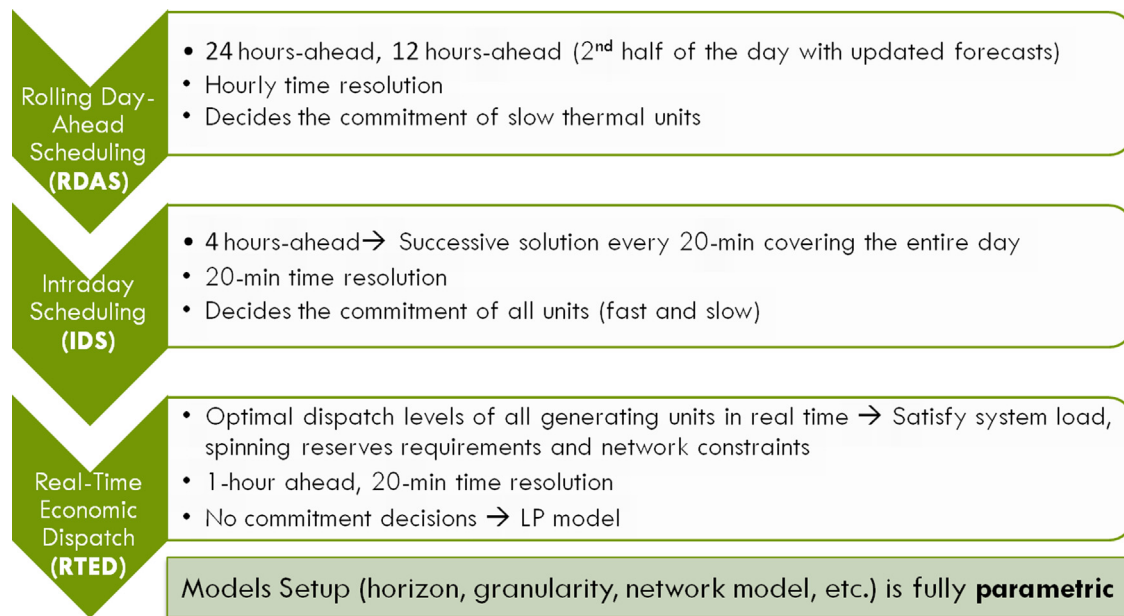 Rolling Day-
Ahead
Scheduling
(RDAS)
• 24 hours-ahead, 12 hours-ahead (2nd half of the day with updated forecasts)
• Hourly time resolution
• Decides the commitment of slow thermal units
Intraday
Scheduling
(IDS)
• 4 hours-ahead→ Successive solution every 20-min covering the entire day
• 20-min time resolution
• Decides the commitment of all units (fast and slow)
Real-Time
Economic
Dispatch
(RTED)
• Optimal dispatch levels of all generating units in real time → Satisfy system load,
spinning reserves requirements and network constraints
• 1-hour ahead, 20-min time resolution
• No commitment decisions → LP model
Models Setup (horizon, granularity, network model, etc.) is fully parametric